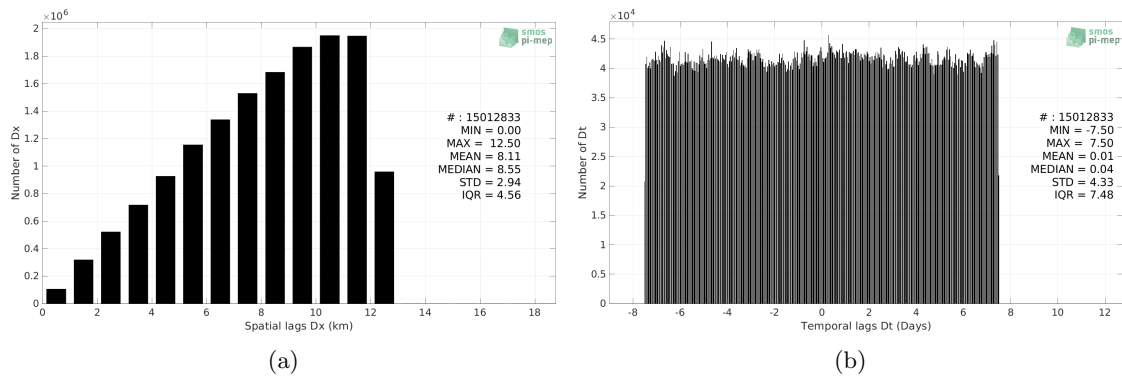 ×10⁶
2
1.8
1.6
1.4
1.2
1
0.8
0.6
0.4
0.2
0
Number of Dx
smos
pi-mep
# : 15012833
MIN = 0.00
MAX = 12.50
MEAN = 8.11
MEDIAN = 8.55
STD = 2.94
IQR = 4.56
0 2 4 6 8 10 12 14 16 18
Spatial lags Dx (km)
(a)
×10⁴
4.5
4
3.5
3
2.5
2
1.5
1
0.5
0
Number of Dt
smos
pi-mep
# : 15012833
MIN = -7.50
MAX = 7.50
MEAN = 0.01
MEDIAN = 0.04
STD = 4.33
IQR = 7.48
-8 -6 -4 -2 0 2 4 6 8 10 12
Temporal lags Dt (Days)
(b)